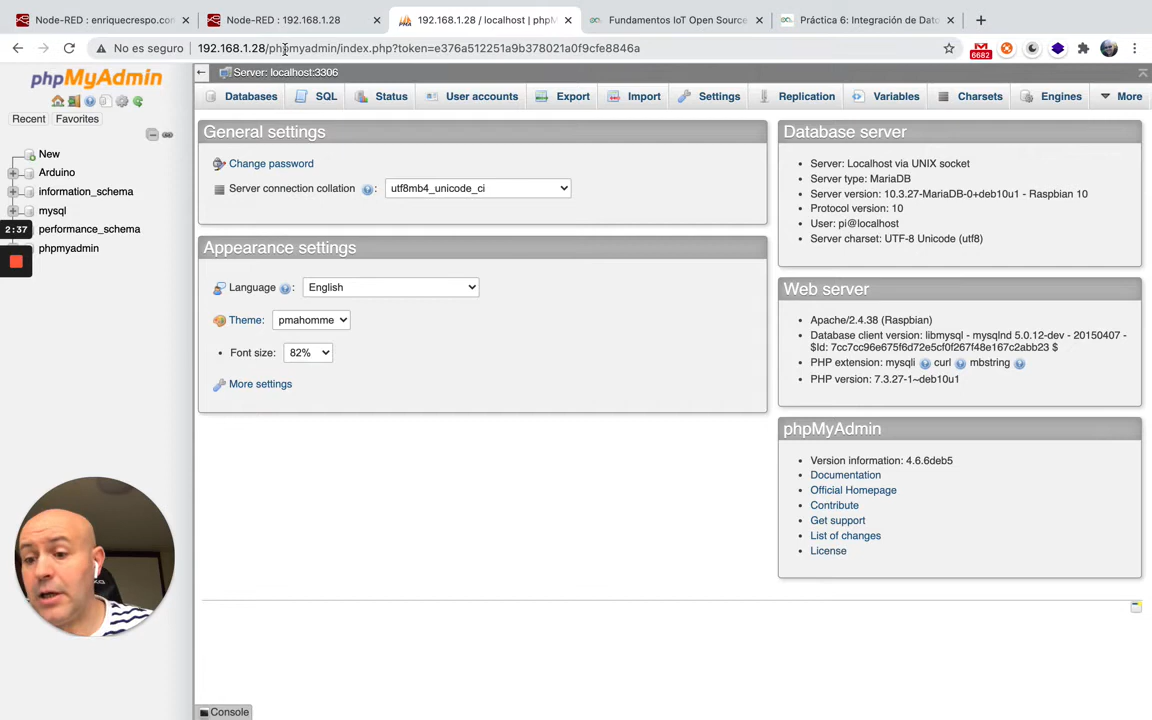 Node-RED : enriquecrespo.con
Node-RED : 192.168.1.28
192.168.1.28 / localhost | phpM
Fundamentos IoT Open Source
Práctica 6: Integración de Dato
No es seguro
192.168.1.28/phpmyadmin/index.php?token=e376a512251a9b378021a0f9cfe8846a
6682
phpMyAdmin
Recent
Favorites
New
Arduino
information_schema
mysql
performance_schema
phpmyadmin
2:37
Server: localhost:3306
Databases
SQL
Status
User accounts
Export
Import
Settings
Replication
Variables
Charsets
Engines
More
General settings
Change password
Server connection collation :
utf8mb4_unicode_ci
Appearance settings
Language :
English
Theme:
pmahomme
Font size:
82%
More settings
Database server
Server: Localhost via UNIX socket
Server type: MariaDB
Server version: 10.3.27-MariaDB-0+deb10u1 - Raspbian 10
Protocol version: 10
User: pi@localhost
Server charset: UTF-8 Unicode (utf8)
Web server
Apache/2.4.38 (Raspbian)
Database client version: libmysql - mysqlnd 5.0.12-dev - 20150407 -
$Id: 7cc7cc96e675f6d72e5cf0f267f48e167c2abb23 $
PHP extension: mysqli curl mbstring
PHP version: 7.3.27-1~deb10u1
phpMyAdmin
Version information: 4.6.6deb5
Documentation
Official Homepage
Contribute
Get support
List of changes
License
Console